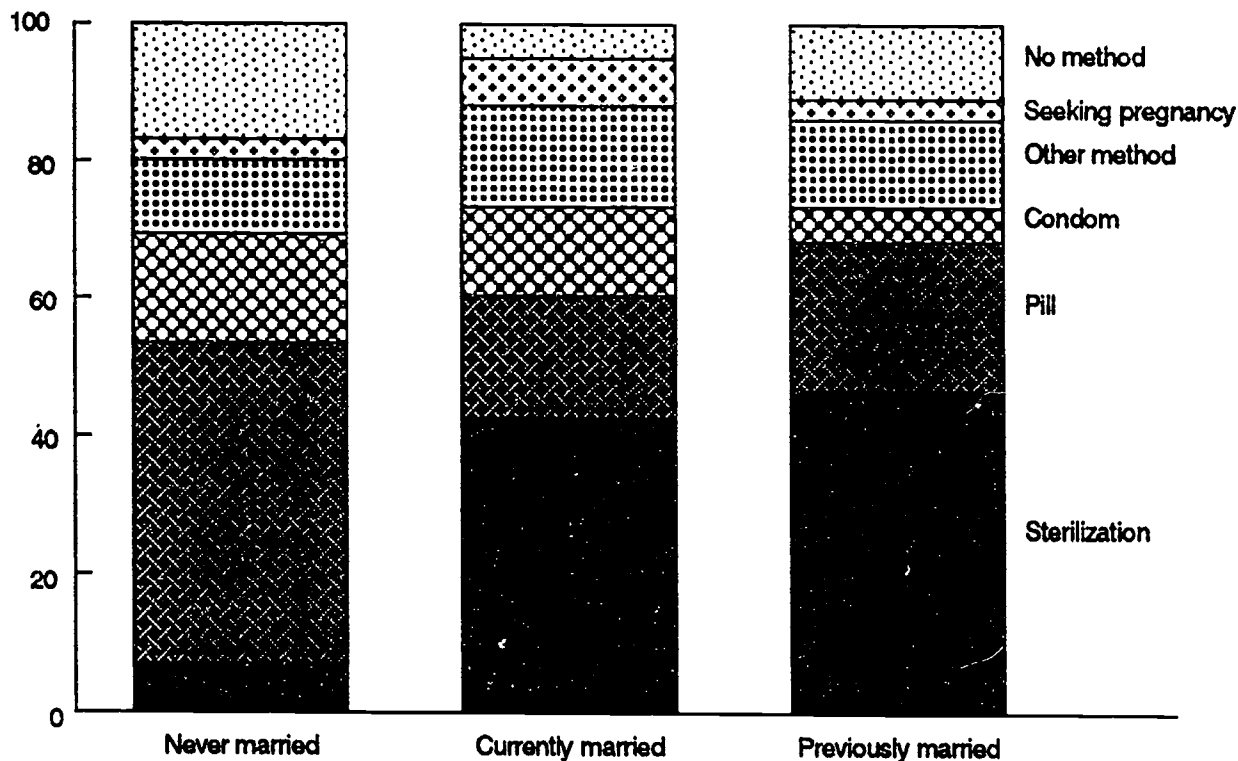 100
80
60
40
20
0
No method
Seeking pregnancy
Other method
Condom
Pill
Sterilization
Never married
Currently married
Previously married